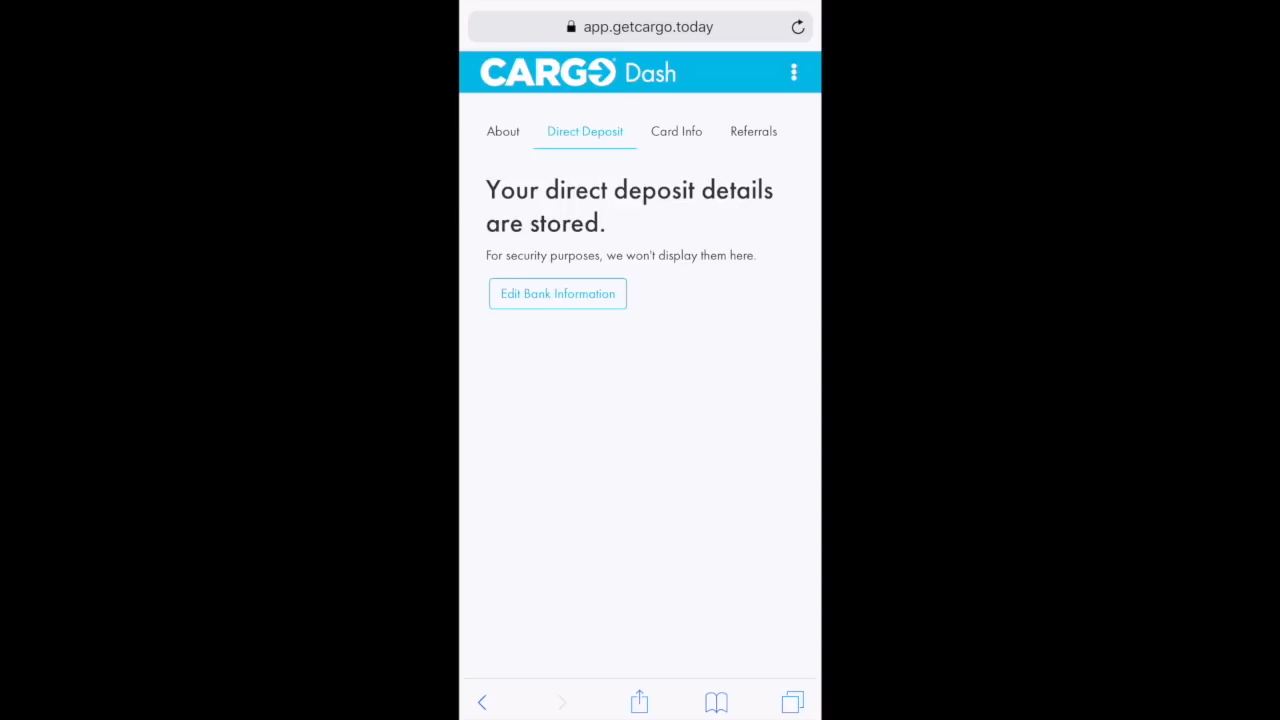 app.getcargo.today
CARGO Dash
About Direct Deposit Card Info Referrals
Your direct deposit details
are stored.
For security purposes, we won't display them here.
Edit Bank Information